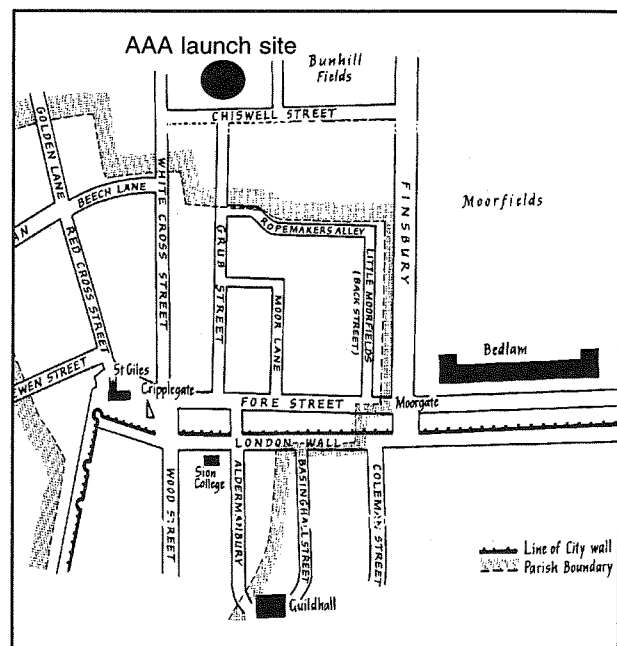 AAA launch site
Bunhill
Fields
CHISWELL STREET
GOLDEN LANE
BEECH LANE
WHITE CROSS STREET
FINSBURY
Moorfields
ROPEMAKERS ALLEY
RED CROSS STREET
GRUB STREET
MOOR LANE
LITTLE MOORFIELDS
(BACK STREET)
Bedlam
St Giles
Cripplegate
FORE STREET
Moorgate
LONDON WALL
Sion
College
WOOD STREET
ALDERMANBURY
BASINGHALL STREET
COLEMAN STREET
Line of City wall
Parish Boundary
Guildhall